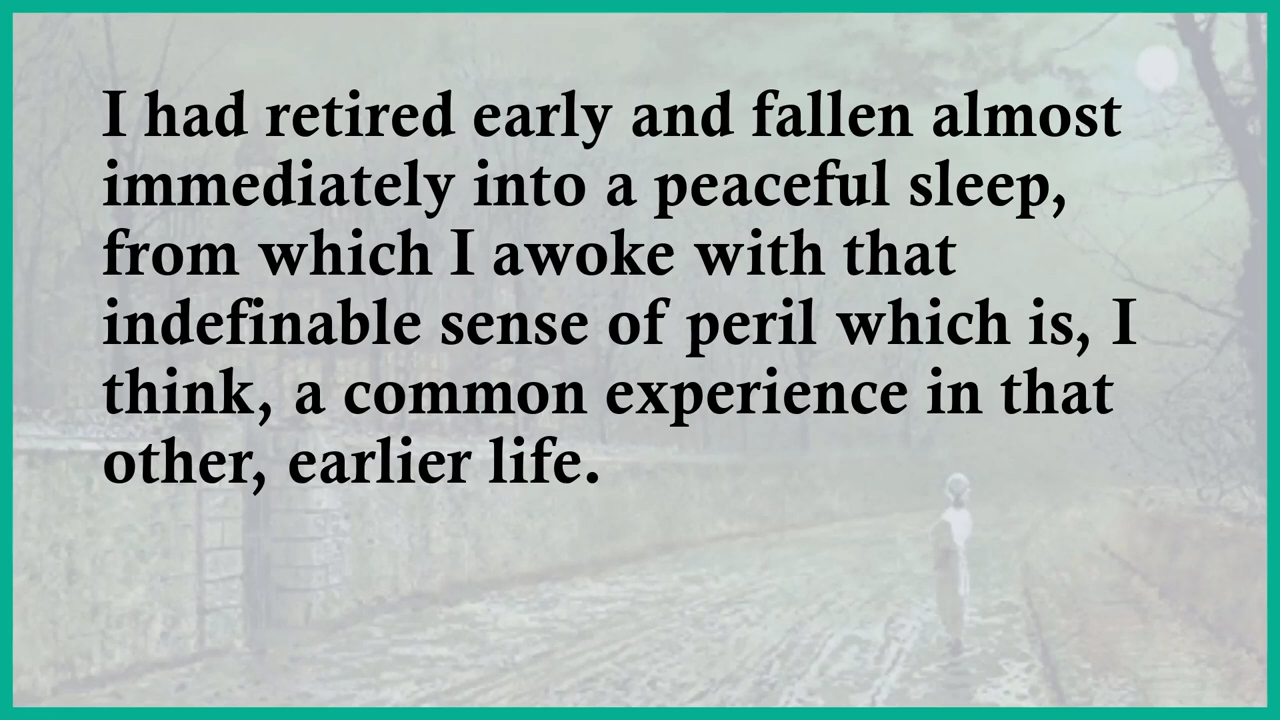 I had retired early and fallen almost
immediately into a peaceful sleep,
from which I awoke with that
indefinable sense of peril which is, I
think, a common experience in that
other, earlier life.